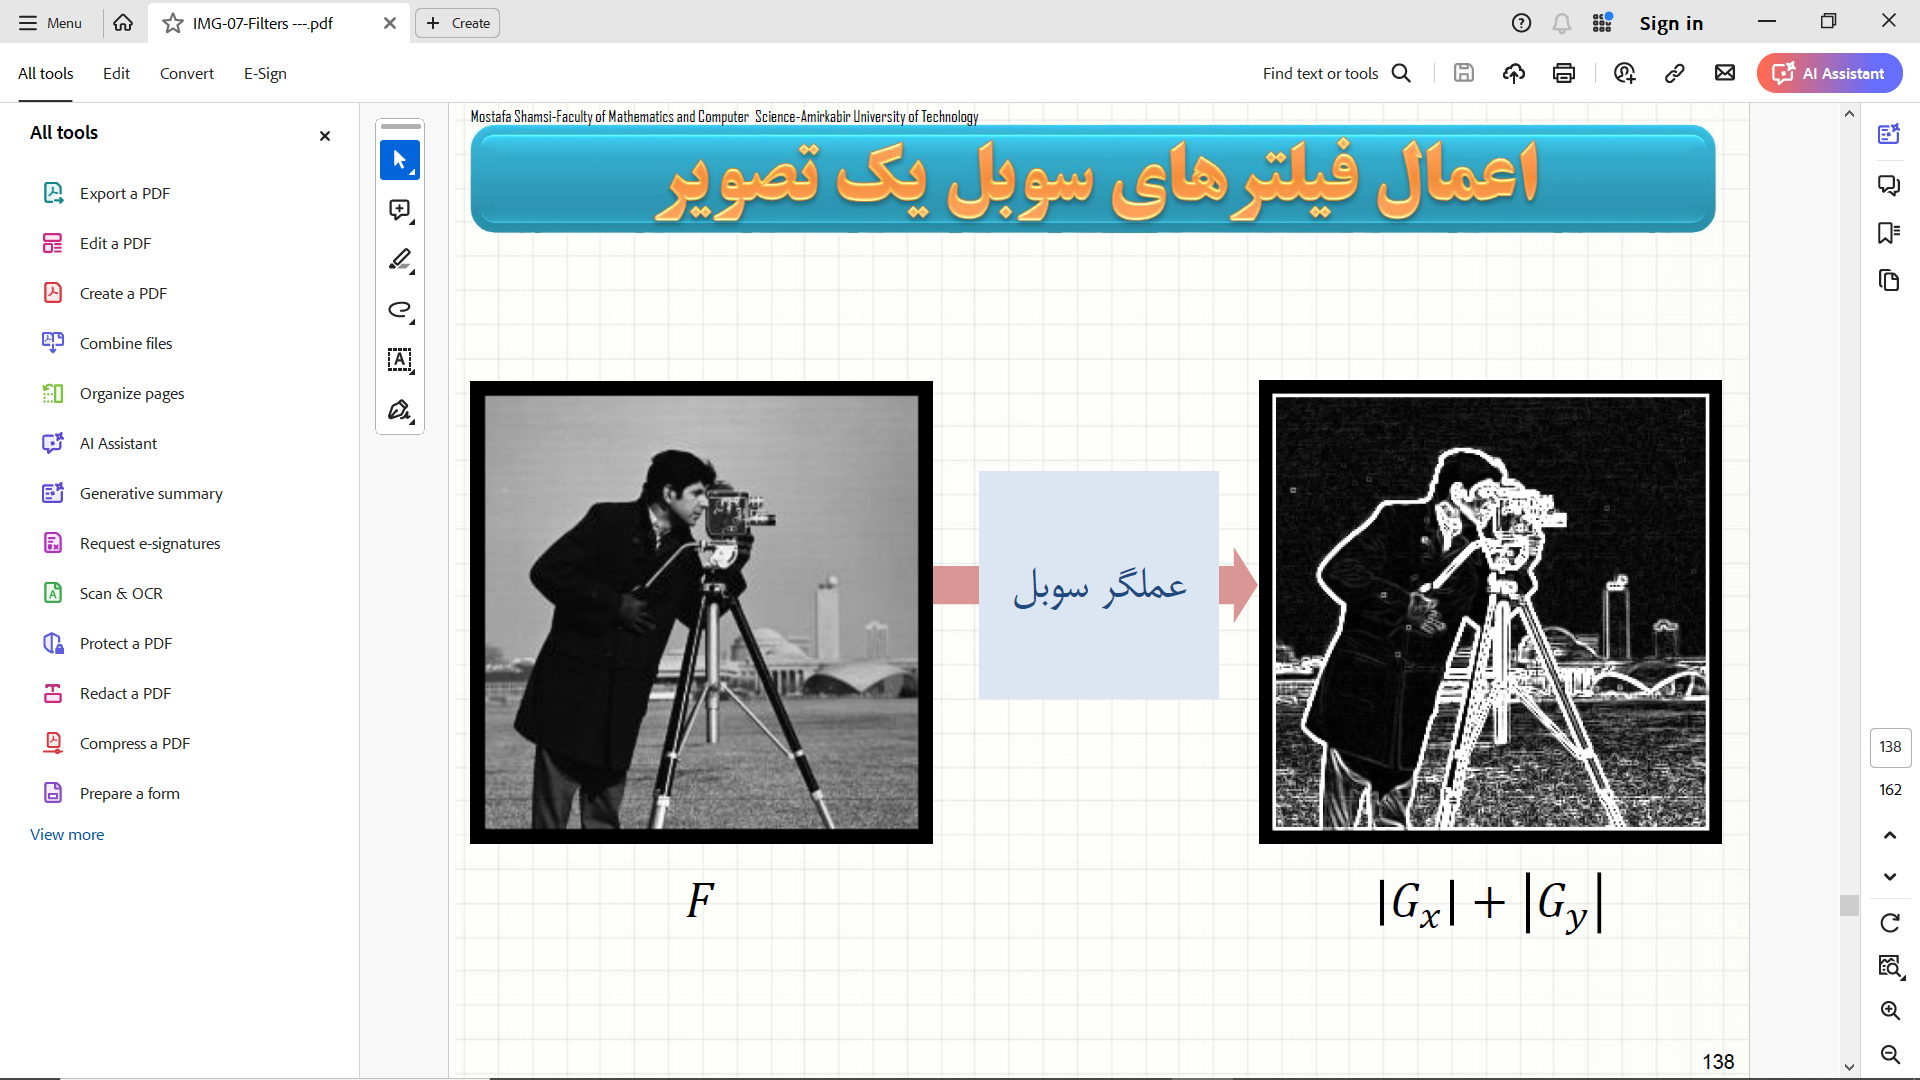 Menu
IMG-07-Filters ---.pdf
Create
Sign in
All tools
Edit
Convert
E-Sign
Find text or tools
AI Assistant
All tools
Export a PDF
Edit a PDF
Create a PDF
Combine files
Organize pages
AI Assistant
Generative summary
Request e-signatures
Scan & OCR
Protect a PDF
Redact a PDF
Compress a PDF
Prepare a form
View more
Mostafa Shamsi-Faculty of Mathematics and Computer Science-Amirkabir University of Technology
اعمال فیلترهای سوبل یک تصویر
عملگر سوبل
F
|G_x| + |G_y|
138
138
162